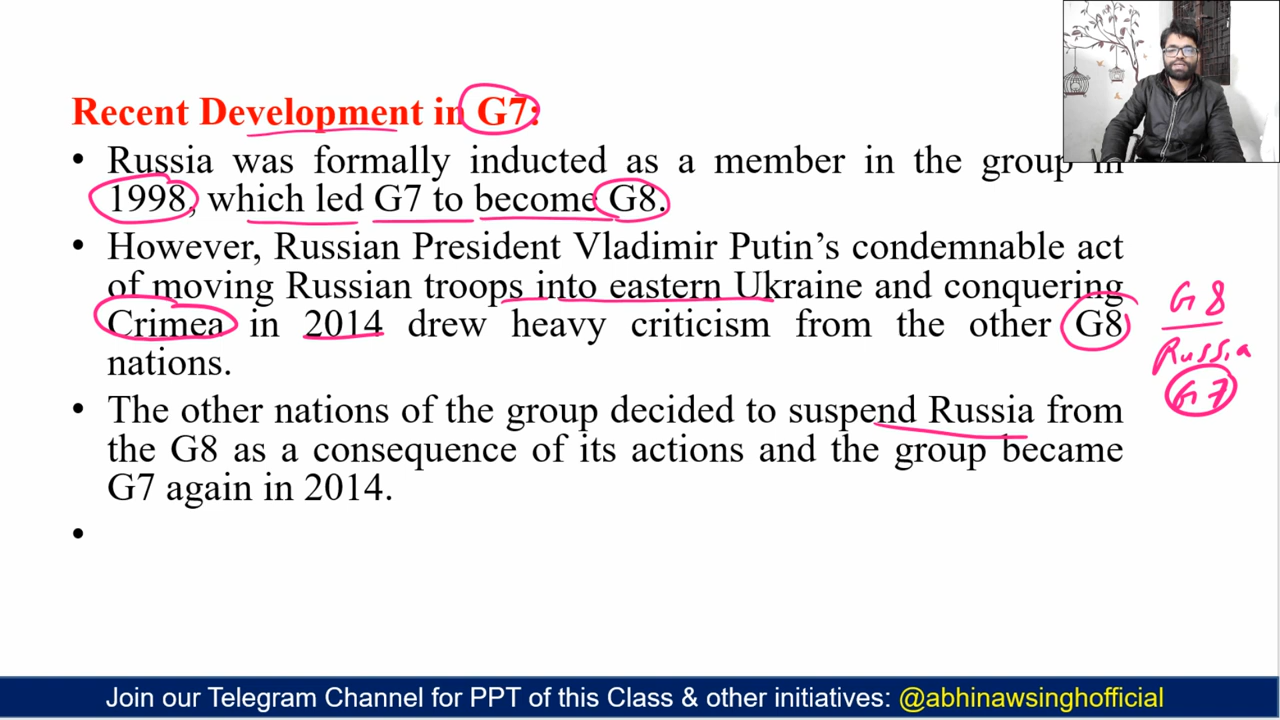 Recent Development in G7:
• Russia was formally inducted as a member in the group in
1998, which led G7 to become G8.
• However, Russian President Vladimir Putin’s condemnable act
of moving Russian troops into eastern Ukraine and conquering
Crimea in 2014 drew heavy criticism from the other G8
nations.
• The other nations of the group decided to suspend Russia from
the G8 as a consequence of its actions and the group became
G7 again in 2014.
•
G8
Russia
G7
Join our Telegram Channel for PPT of this Class & other initiatives: @abhinawsinghofficial